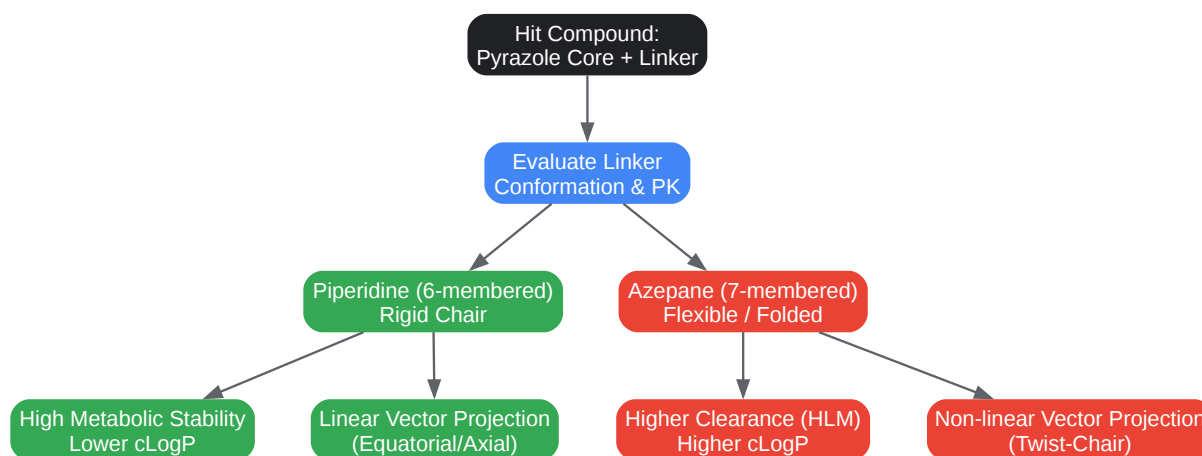 Hit Compound:
Pyrazole Core + Linker
Evaluate Linker
Conformation & PK
Piperidine (6-membered)
Rigid Chair
Azepane (7-membered)
Flexible / Folded
High Metabolic Stability
Lower cLogP
Linear Vector Projection
(Equatorial/Axial)
Higher Clearance (HLM)
Higher cLogP
Non-linear Vector Projection
(Twist-Chair)